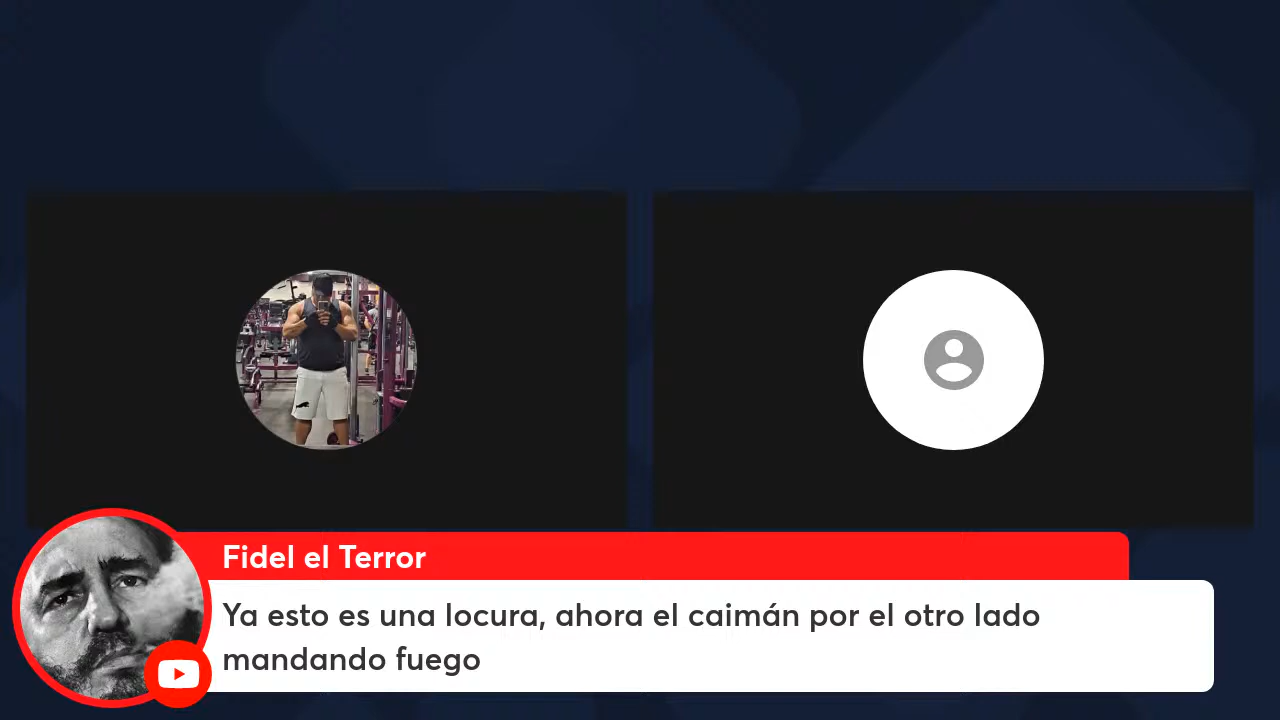 Fidel el Terror
Ya esto es una locura, ahora el caimán por el otro lado
mandando fuego